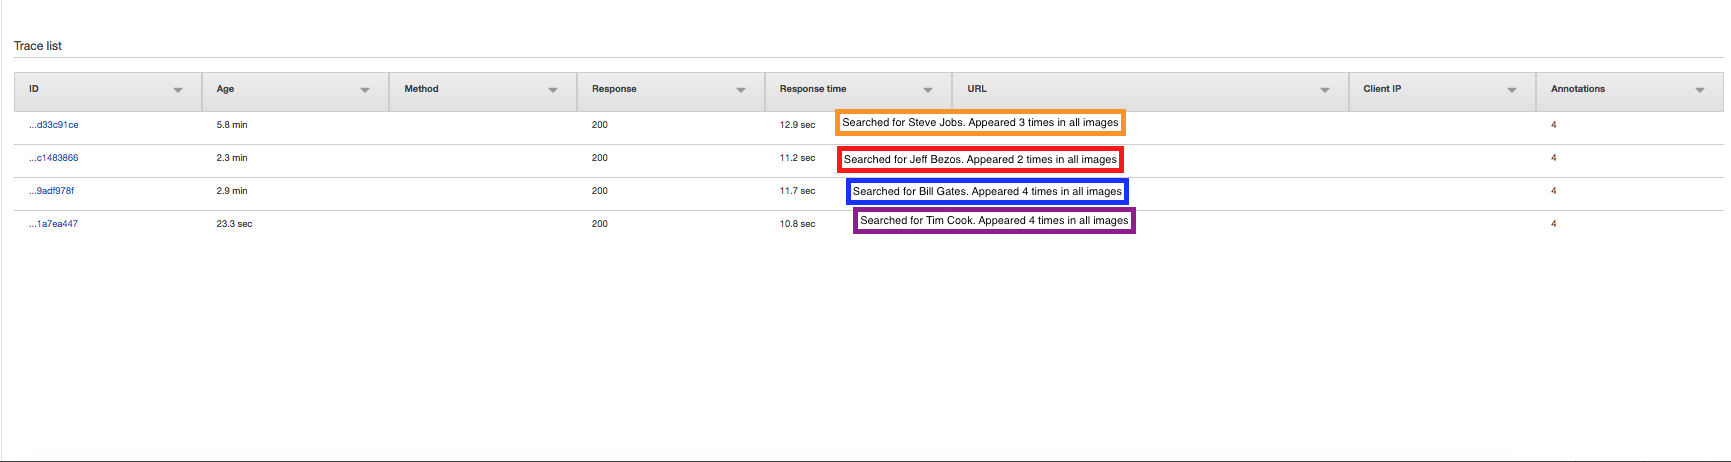 Trace list
ID Age Method Response Response time URL Client IP Annotations
...d33c91ce 5.8 min 200 12.9 sec Searched for Steve Jobs. Appeared 3 times in all images 4
...c1483866 2.3 min 200 11.2 sec Searched for Jeff Bezos. Appeared 2 times in all images 4
...9adf978f 2.9 min 200 11.7 sec Searched for Bill Gates. Appeared 4 times in all images 4
...1a7ea447 23.3 sec 200 10.8 sec Searched for Tim Cook. Appeared 4 times in all images 4